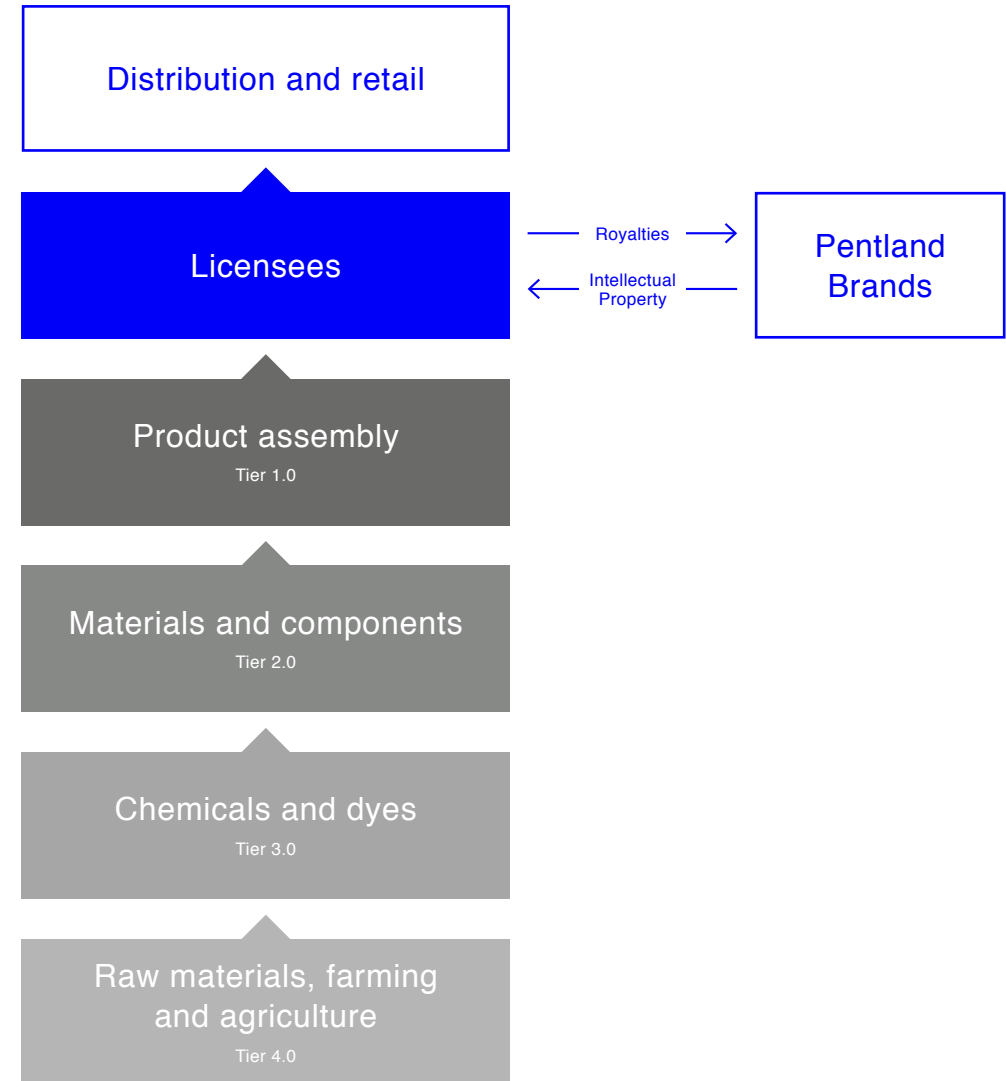 Distribution and retail
Licensees
Royalties
Intellectual
Property
Pentland
Brands
Product assembly
Tier 1.0
Materials and components
Tier 2.0
Chemicals and dyes
Tier 3.0
Raw materials, farming
and agriculture
Tier 4.0